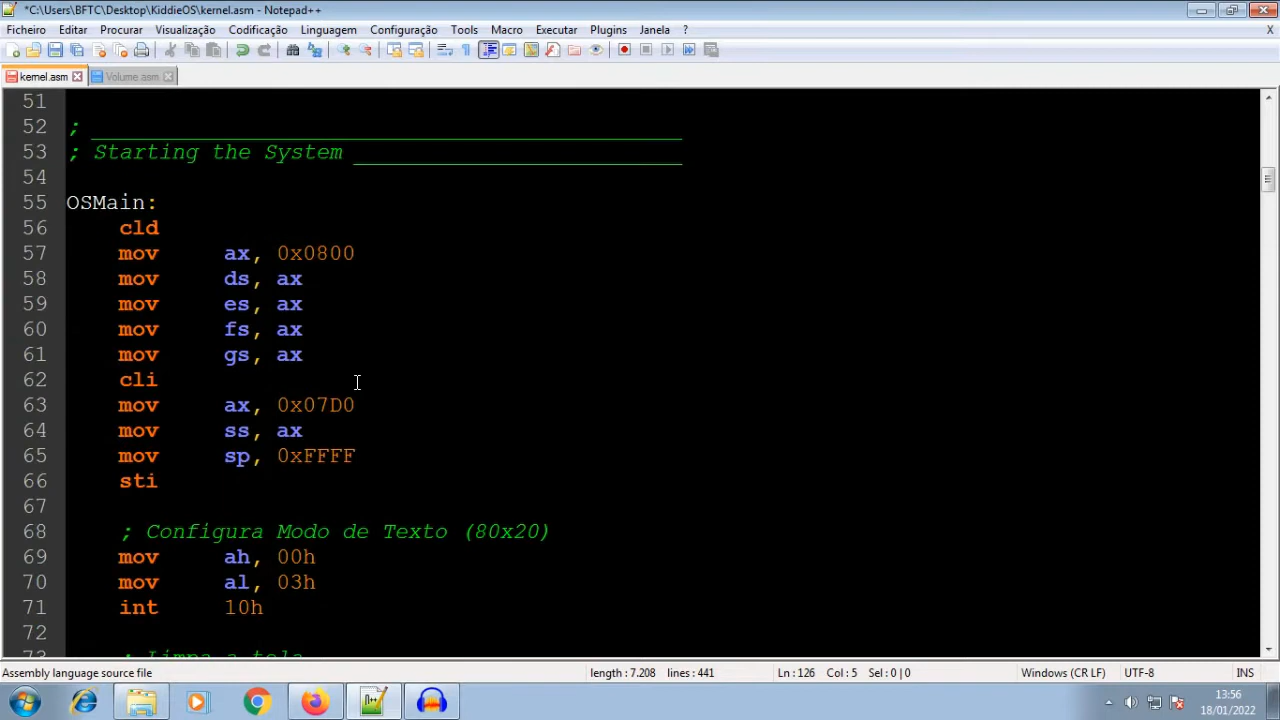 *C:\Users\BFTC\Desktop\KiddieOS\kernel.asm - Notepad++
Ficheiro Editar Procurar Visualização Codificação Linguagem Configuração Tools Macro Executar Plugins Janela ? X
kernel.asm Volume.asm
51
52 ; ___________________________________________
53 ; Starting the System _________________________
54
55 OSMain:
56 cld
57 mov ax, 0x0800
58 mov ds, ax
59 mov es, ax
60 mov fs, ax
61 mov gs, ax
62 cli
63 mov ax, 0x07D0
64 mov ss, ax
65 mov sp, 0xFFFF
66 sti
67
68 ; Configura Modo de Texto (80x20)
69 mov ah, 00h
70 mov al, 03h
71 int 10h
72
73 ; Limpa a tela
Assembly language source file length : 7.208 lines : 441 Ln : 126 Col : 5 Sel : 0 | 0 Windows (CR LF) UTF-8 INS
13:56
18/01/2022